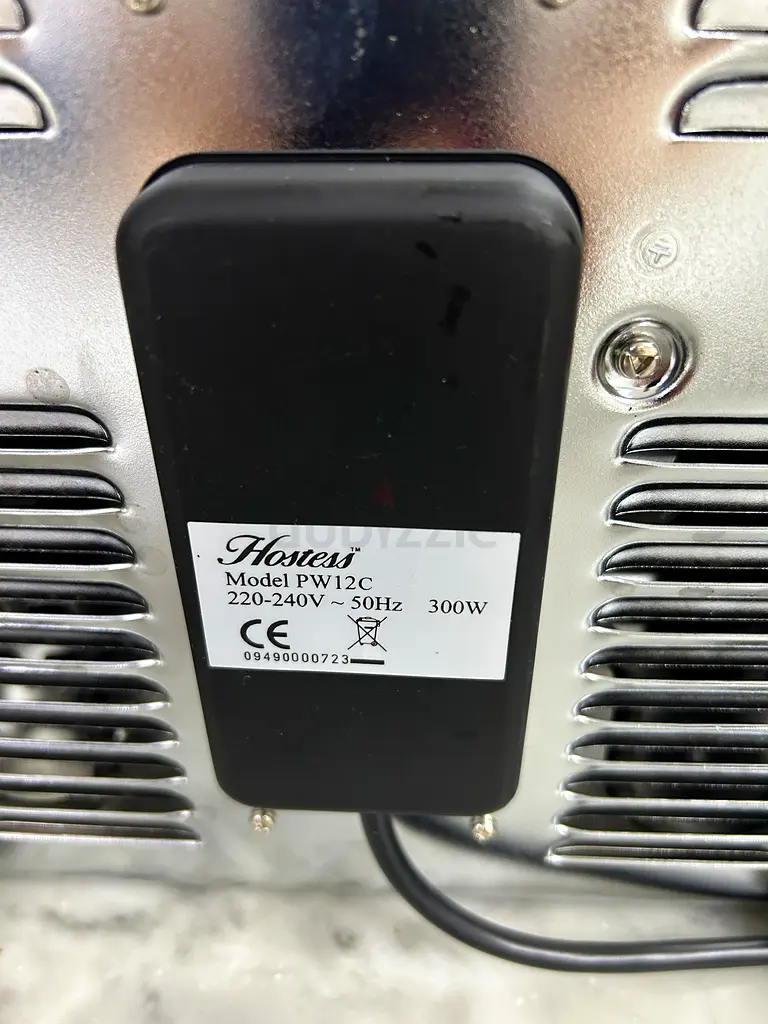 Hostess™
Model PW12C
220-240V ~ 50Hz 300W
CE
09490000723